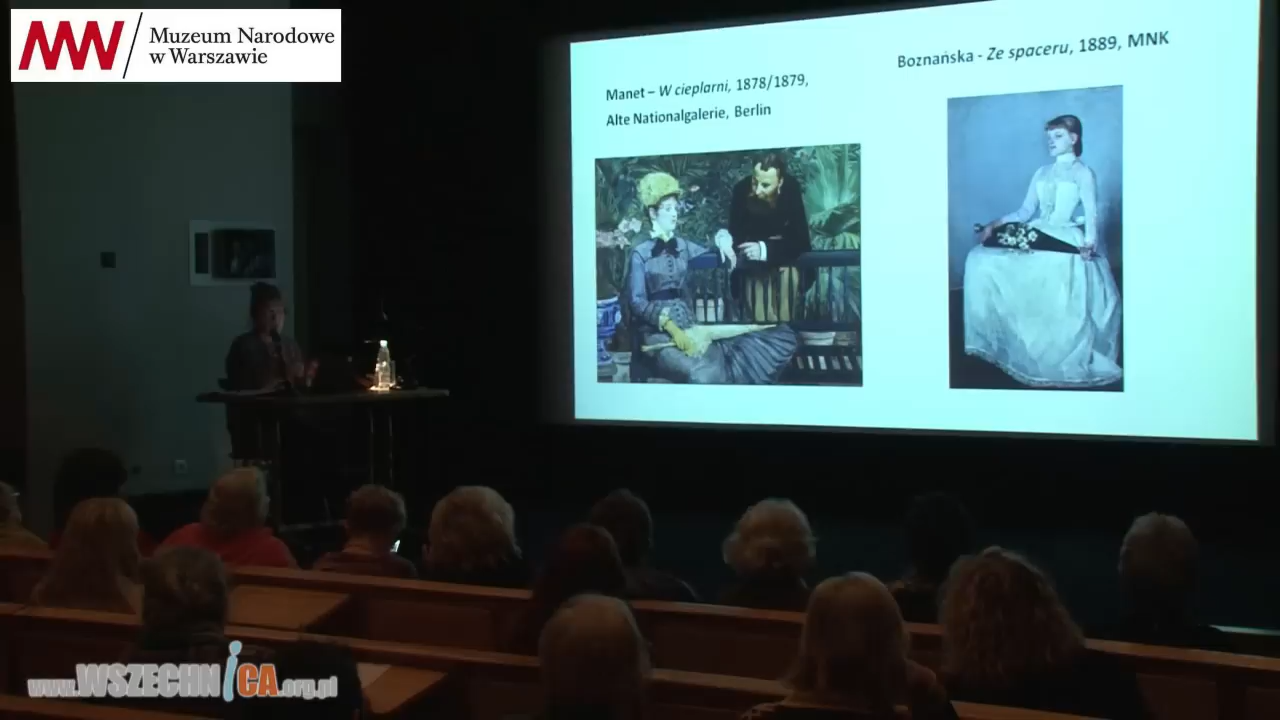 MNW
Muzeum Narodowe
w Warszawie
Manet – W cieplarni, 1878/1879,
Alte Nationalgalerie, Berlin
Boznańska - Ze spaceru, 1889, MNK
www.WSZECHNiCA.org.pl